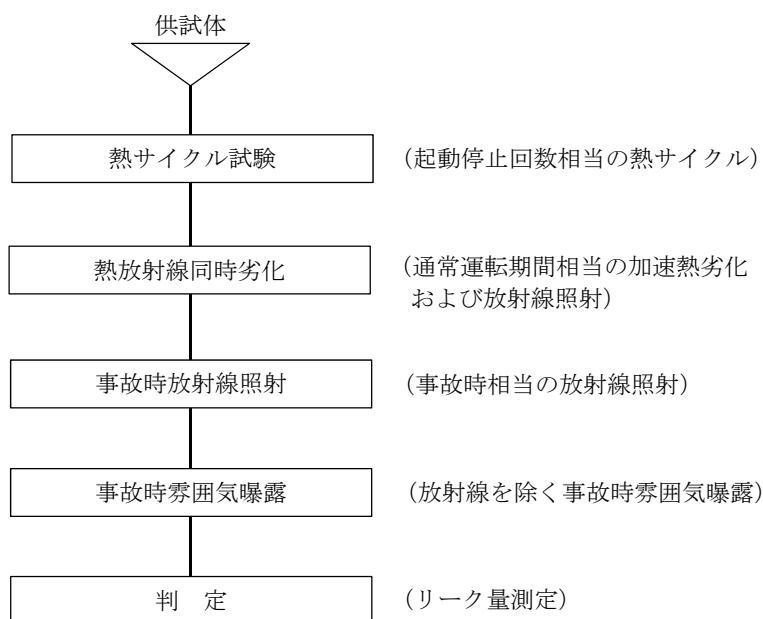 供試体
熱サイクル試験
（起動停止回数相当の熱サイクル）
熱放射線同時劣化
（通常運転期間相当の加速熱劣化
および放射線照射）
事故時放射線照射
（事故時相当の放射線照射）
事故時雰囲気曝露
（放射線を除く事故時雰囲気曝露）
判　定
（リーク量測定）